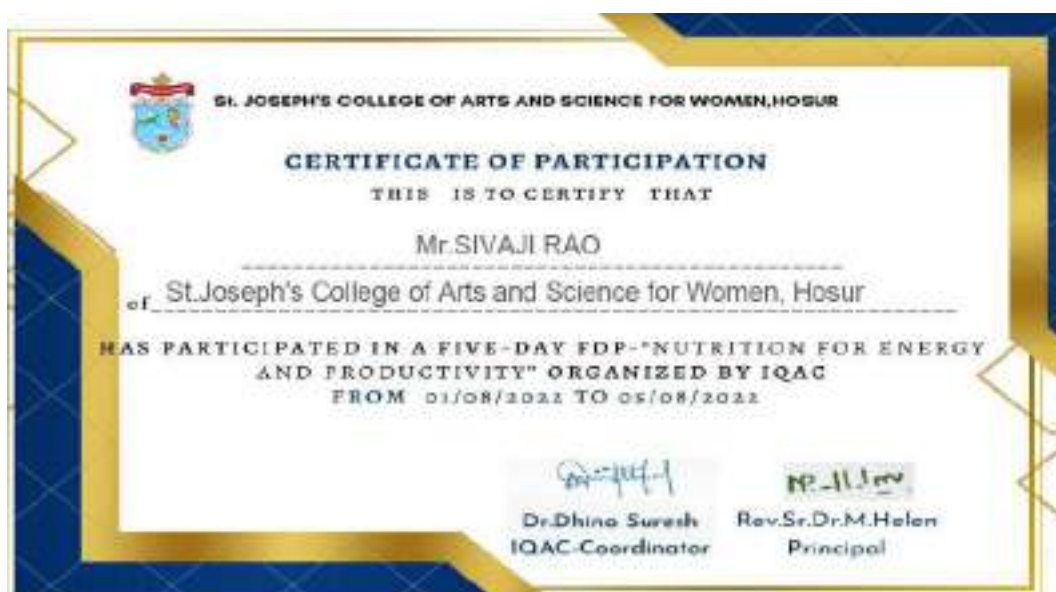 St. JOSEPH'S COLLEGE OF ARTS AND SCIENCE FOR WOMEN,HOSUR
CERTIFICATE OF PARTICIPATION
THIS IS TO CERTIFY THAT
Mr.SIVAJI RAO
of St.Joseph's College of Arts and Science for Women, Hosur
HAS PARTICIPATED IN A FIVE-DAY FDP-"NUTRITION FOR ENERGY
AND PRODUCTIVITY" ORGANIZED BY IQAC
FROM 01/08/2022 TO 05/08/2022
Dr.Dhina Suresh Rev.Sr.Dr.M.Helen
IQAC-Coordinator Principal